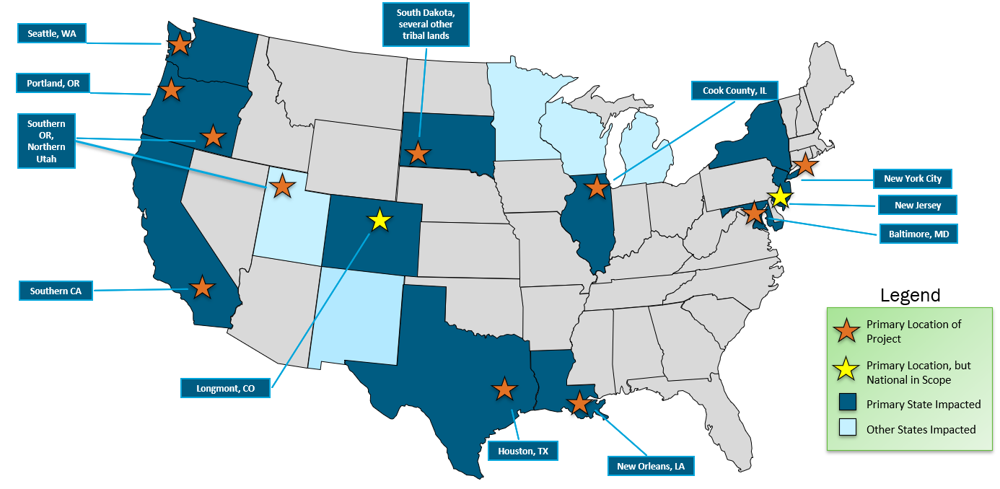 South Dakota,
several other
tribal lands
Seattle, WA
Portland, OR
Cook County, IL
Southern
OR,
Northern
Utah
New York City
New Jersey
Baltimore, MD
Southern CA
Longmont, CO
Houston, TX
New Orleans, LA
Legend
Primary Location of
Project
Primary Location, but
National in Scope
Primary State Impacted
Other States Impacted